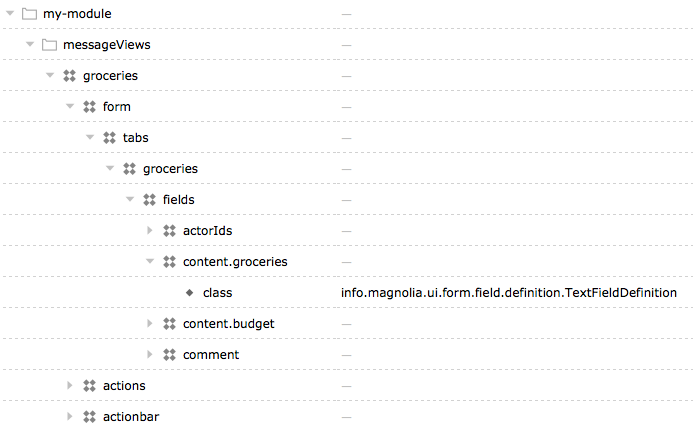 my-module —
messageViews —
groceries —
form —
tabs —
groceries —
fields —
actorIds —
content.groceries —
class info.magnolia.ui.form.field.definition.TextFieldDefinition
content.budget —
comment —
actions —
actionbar —